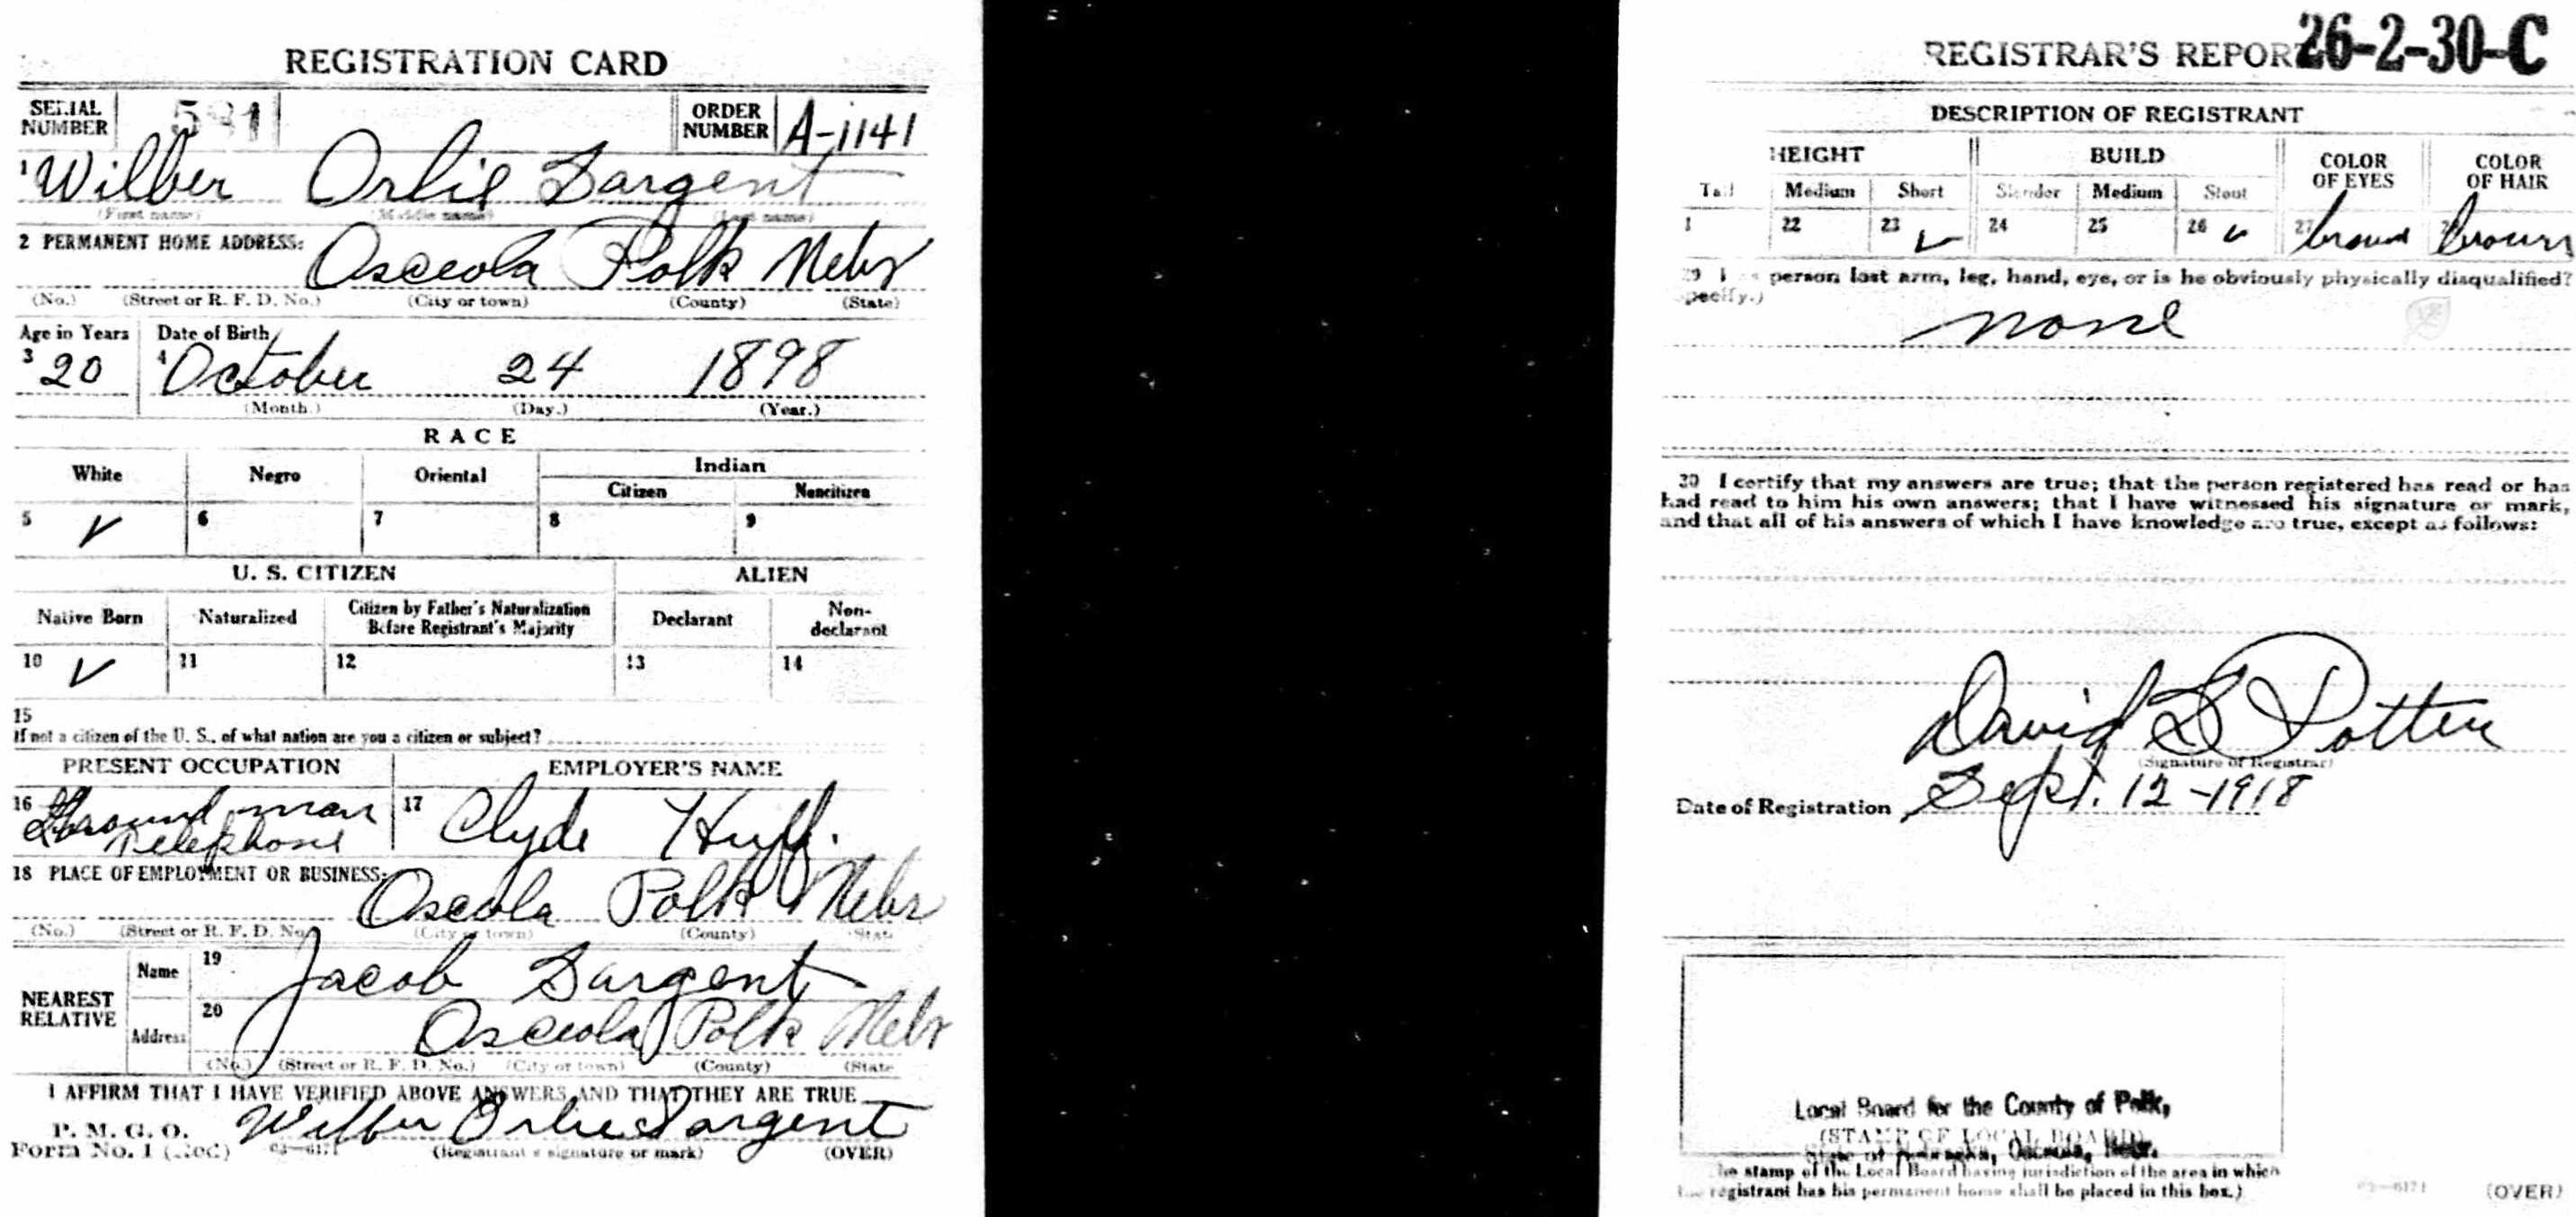 REGISTRATION CARD
SERIAL NUMBER
ORDER NUMBER A-1141
1 Wilber Orlie Sargent
(First name) (Middle name) (Last name)
2 PERMANENT HOME ADDRESS:
Osceola Polk Nebr
(No.) (Street or R. F. D. No.) (City or town) (County) (State)
Age in Years Date of Birth
3 20 4 October 24 1898
(Month.) (Day.) (Year.)
RACE
White Negro Oriental Indian
Citizen Noncitizen
5 ✓ 6 7 8 9
U. S. CITIZEN ALIEN
Native Born Naturalized Citizen by Father's Naturalization Before Registrant's Majority Declarant Non-declarant
10 ✓ 11 12 13 14
15
If not a citizen of the U. S., of what nation are you a citizen or subject?
PRESENT OCCUPATION EMPLOYER'S NAME
16 Ground man Telephone 17 Clyde Huff.
18 PLACE OF EMPLOYMENT OR BUSINESS:
Osceola Polk Nebr
(No.) (Street or R. F. D. No.) (City or town) (County) (State
NEAREST RELATIVE
Name 19 Jacob Sargent
Address 20 Osceola Polk Nebr
(No.) (Street or R. F. D. No.) (City or town) (County) (State
I AFFIRM THAT I HAVE VERIFIED ABOVE ANSWERS AND THAT THEY ARE TRUE
P. M. G. O.
Form No. 1 (Red)
Wilber Orlie Sargent
(Registrant's signature or mark) (OVER)
REGISTRAR'S REPORT 26-2-30-C
DESCRIPTION OF REGISTRANT
HEIGHT BUILD COLOR OF EYES COLOR OF HAIR
Tall Medium Short Slender Medium Stout
1 22 23 ✓ 24 25 26 ✓ 27 brown brown
29 person lost arm, leg, hand, eye, or is he obviously physically disqualified?
pecify.)
none
30 I certify that my answers are true; that the person registered has read or has
had read to him his own answers; that I have witnessed his signature or mark,
and that all of his answers of which I have knowledge are true, except as follows:
David Potter
(Signature of Registrar)
Date of Registration Sept. 12-1918
Local Board for the County of Polk,
(STAMP OF LOCAL BOARD)
State of Nebraska, Osceola, Nebr.
he stamp of the Local Board having jurisdiction of the area in which
the registrant has his permanent home shall be placed in this box.)
(OVER)